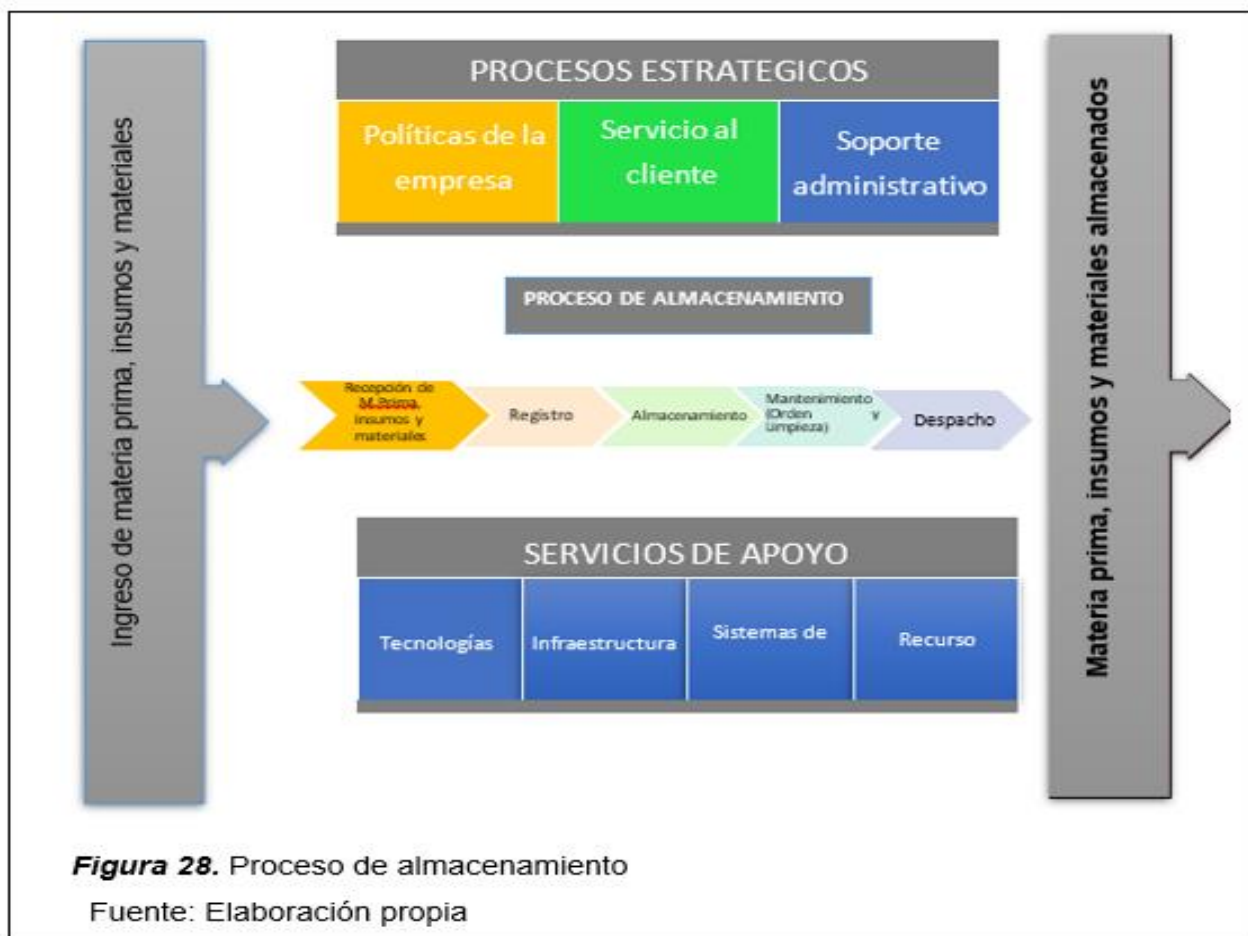 Ingreso de materia prima, insumos y materiales
PROCESOS ESTRATEGICOS
Políticas de la
empresa
Servicio al
cliente
Soporte
administrativo
PROCESO DE ALMACENAMIENTO
Recepción de
M.Prima,
insumos y
materiales
Registro
Almacenamiento
Mantenimiento
(Orden y
Limpieza)
Despacho
SERVICIOS DE APOYO
Tecnologías
Infraestructura
Sistemas de
Recurso
Materia prima, insumos y materiales almacenados
Figura 28. Proceso de almacenamiento
Fuente: Elaboración propia